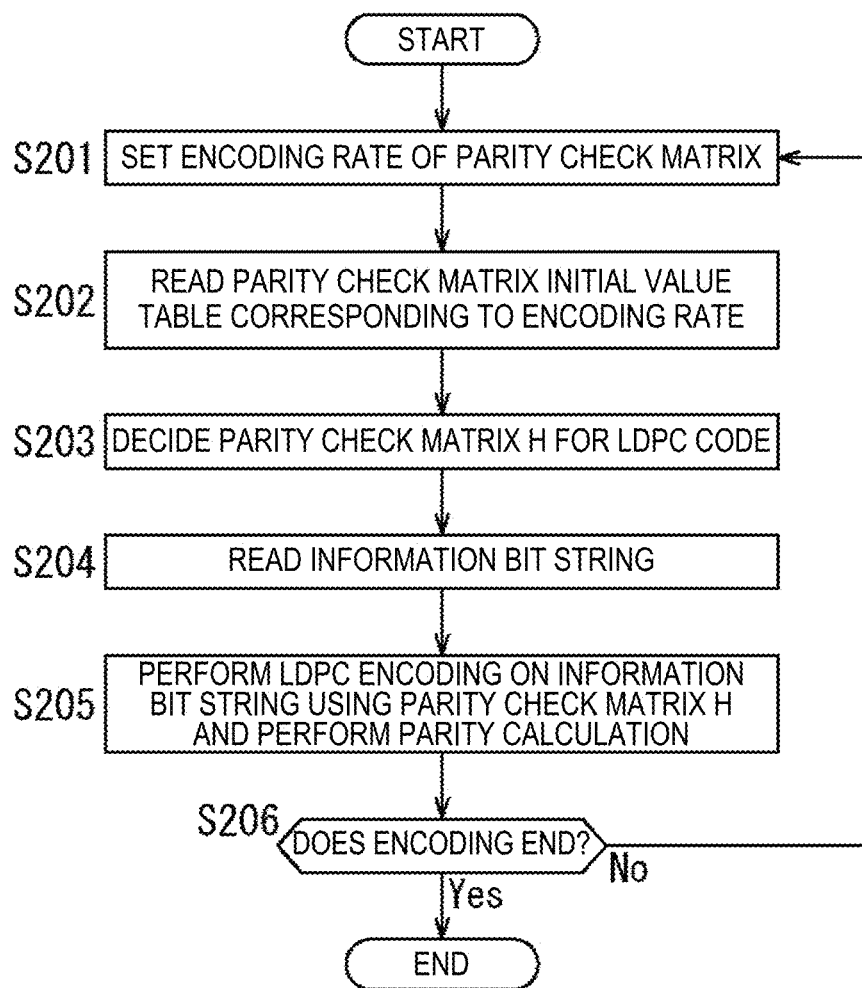 START
S201
SET ENCODING RATE OF PARITY CHECK MATRIX
S202
READ PARITY CHECK MATRIX INITIAL VALUE
TABLE CORRESPONDING TO ENCODING RATE
S203
DECIDE PARITY CHECK MATRIX H FOR LDPC CODE
S204
READ INFORMATION BIT STRING
S205
PERFORM LDPC ENCODING ON INFORMATION
BIT STRING USING PARITY CHECK MATRIX H
AND PERFORM PARITY CALCULATION
S206
DOES ENCODING END?
No
Yes
END